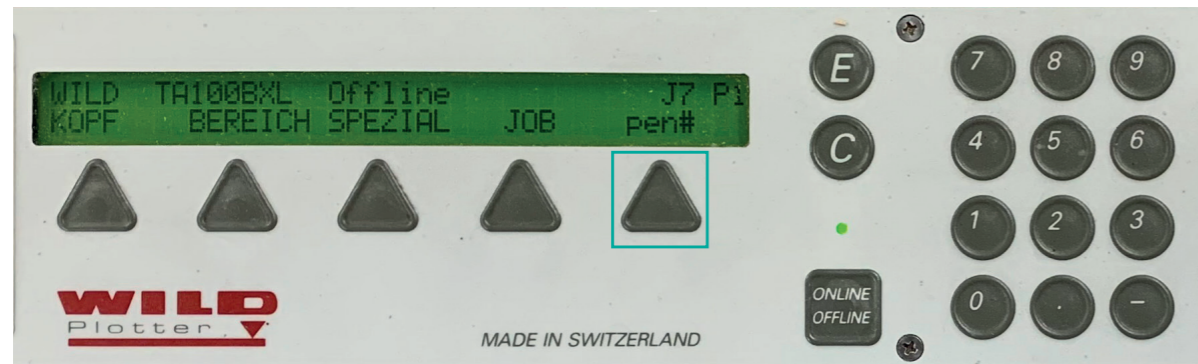 WILD TA100BXL Offline J7 P1
KOPF BEREICH SPEZIAL JOB pen#
E
C
7 8 9
4 5 6
1 2 3
0 . −
ONLINE
OFFLINE
WILD
Plotter
MADE IN SWITZERLAND